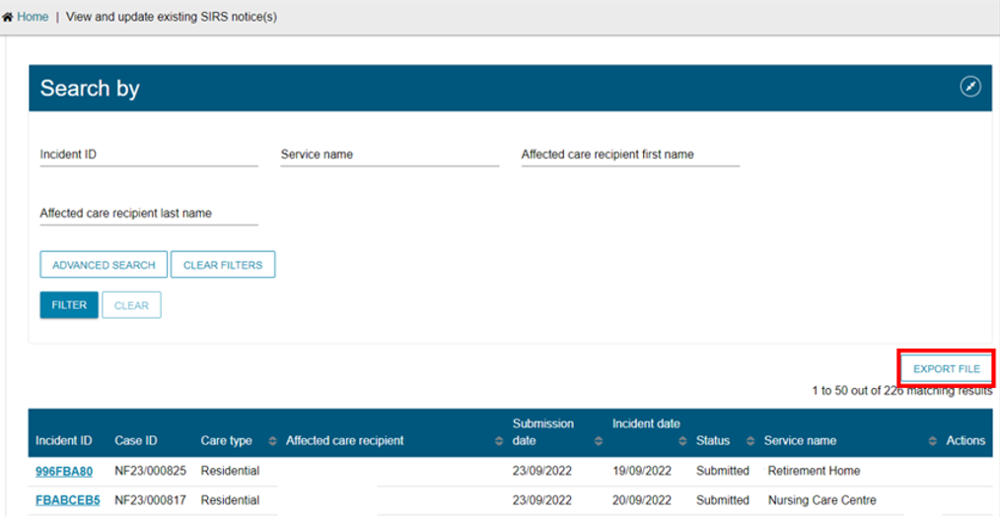 Home | View and update existing SIRS notice(s)
Search by
Incident ID Service name Affected care recipient first name
Affected care recipient last name
ADVANCED SEARCH CLEAR FILTERS
FILTER CLEAR
EXPORT FILE
1 to 50 out of 226 matching results
Incident ID Case ID Care type Affected care recipient Submission date Incident date Status Service name Actions
996FBA80 NF23/000825 Residential 23/09/2022 19/09/2022 Submitted Retirement Home
FBABCEB5 NF23/000817 Residential 23/09/2022 20/09/2022 Submitted Nursing Care Centre